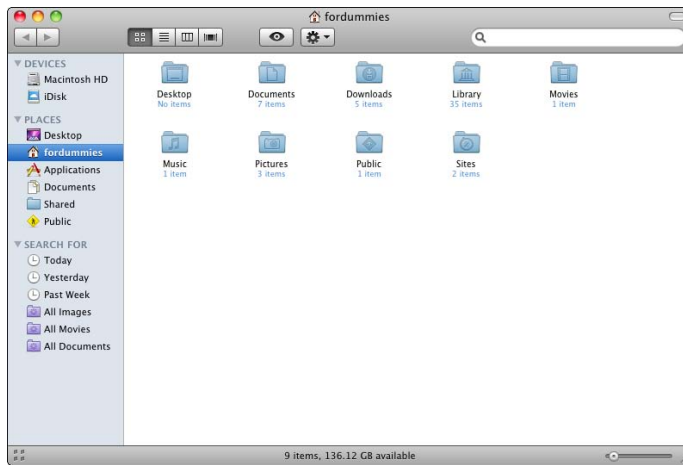 fordummies
DEVICES
Macintosh HD
iDisk
PLACES
Desktop
fordummies
Applications
Documents
Shared
Public
SEARCH FOR
Today
Yesterday
Past Week
All Images
All Movies
All Documents
Desktop
No items
Documents
7 items
Downloads
5 items
Library
35 items
Movies
1 item
Music
1 item
Pictures
3 items
Public
1 item
Sites
2 items
9 items, 136.12 GB available